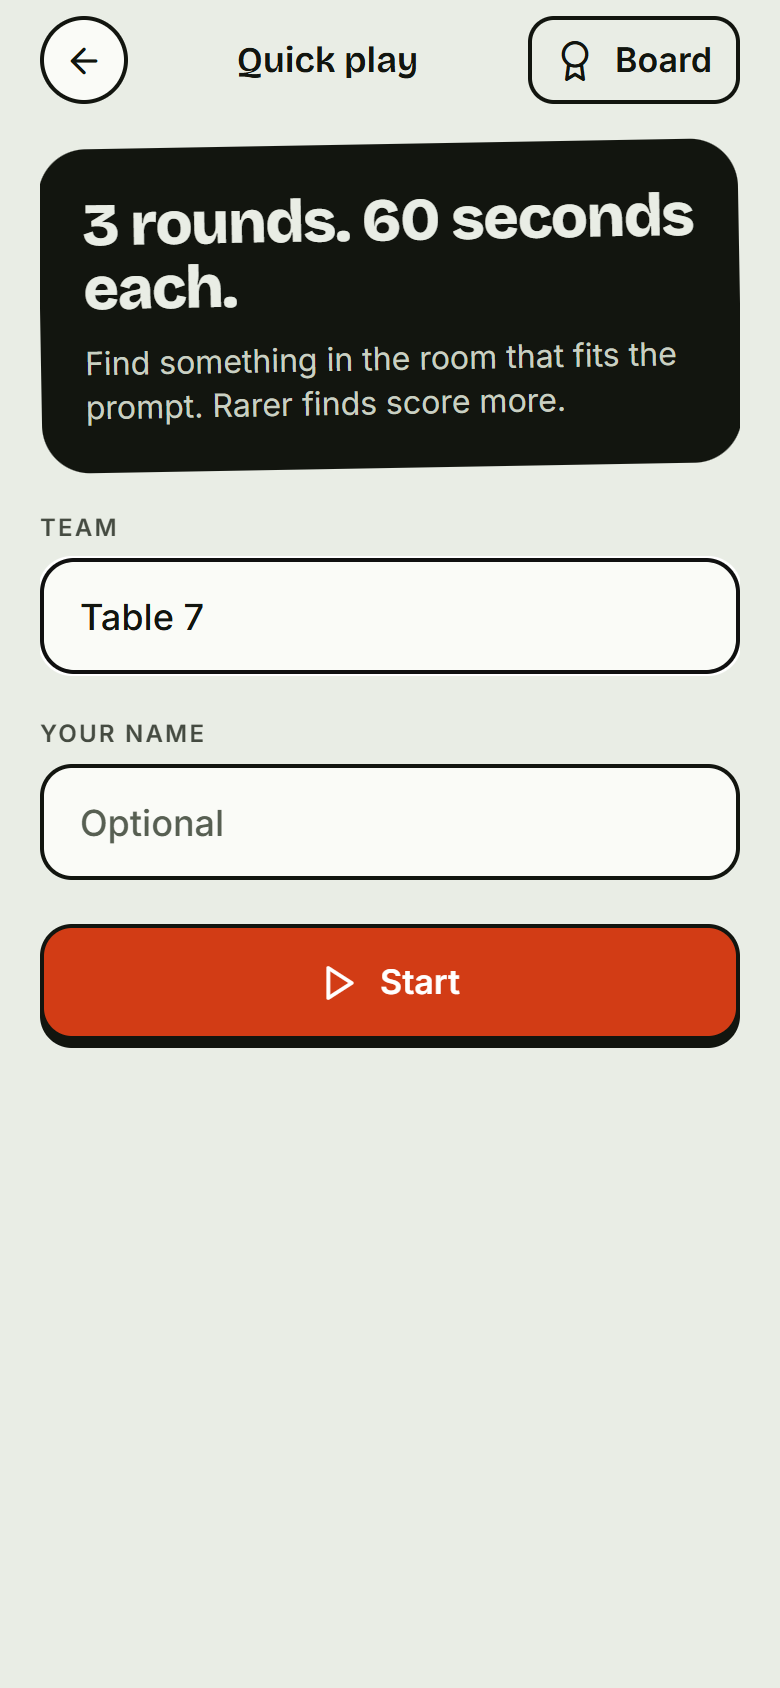 Quick play
Board
3 rounds. 60 seconds
each.
Find something in the room that fits the
prompt. Rarer finds score more.
TEAM
Table 7
YOUR NAME
Optional
Start